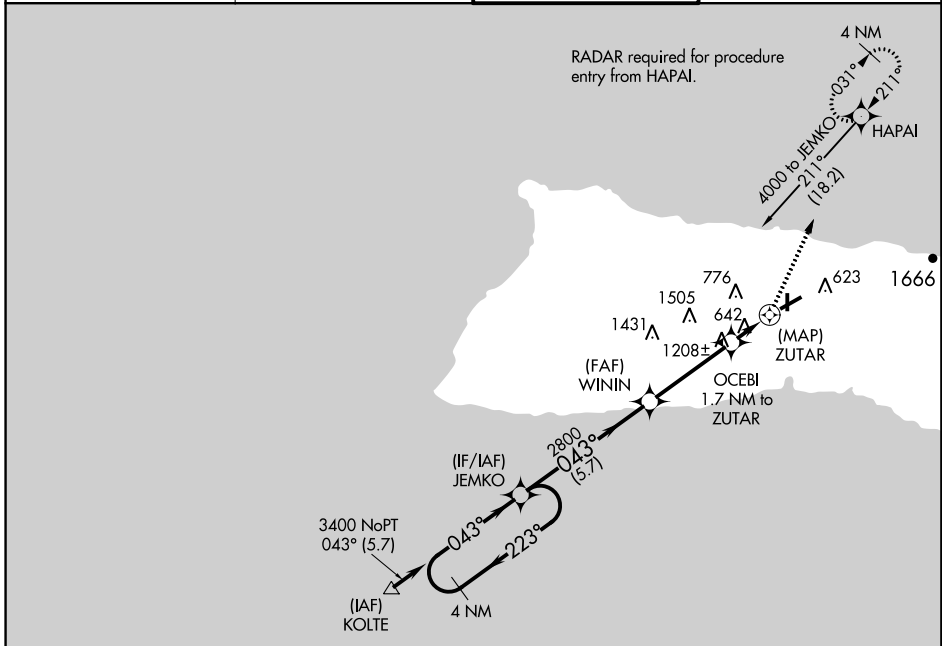 4 NM
RADAR required for procedure
entry from HAPAI.
031°
211°
HAPAI
4000 to JEMKO
211°
(18.2)
776
623
1666
1505
642
1431
1208±
(MAP)
ZUTAR
(FAF)
WININ
OCEBI
1.7 NM to
ZUTAR
2800
043°
(5.7)
(IF/IAF)
JEMKO
3400 NoPT
043° (5.7)
043°
223°
(IAF)
KOLTE
4 NM